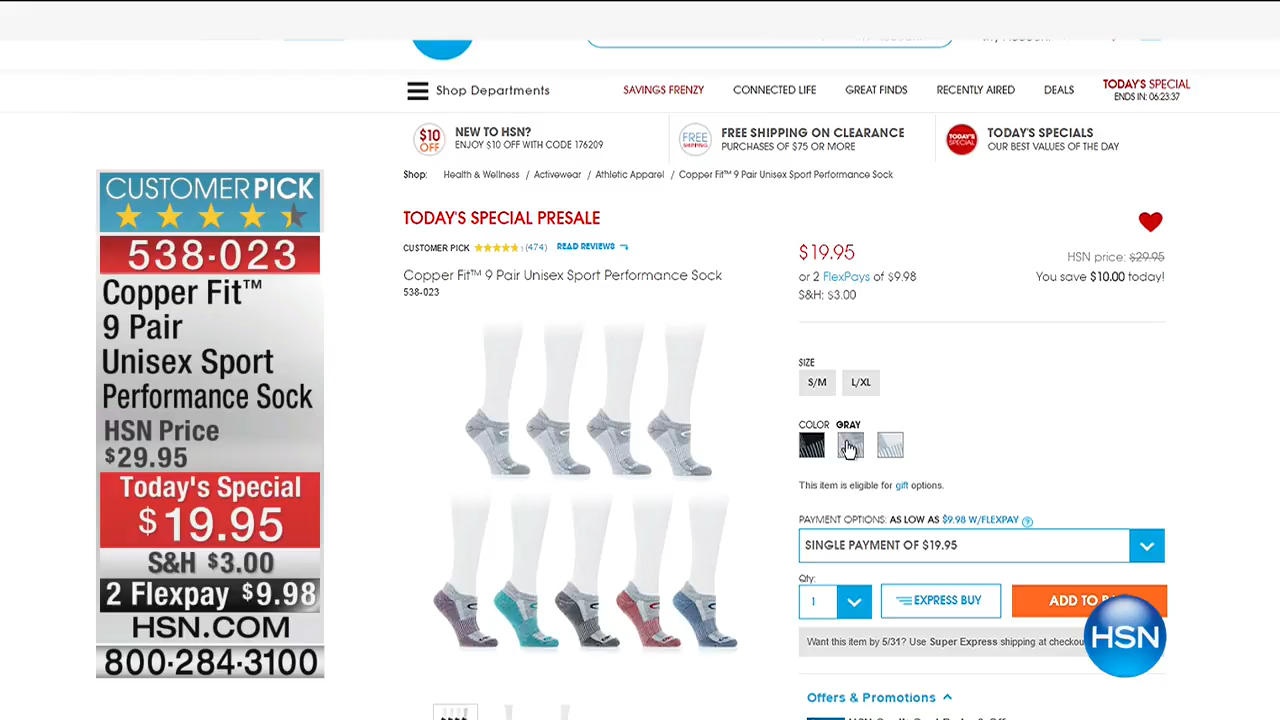 Shop Departments
SAVINGS FRENZY
CONNECTED LIFE
GREAT FINDS
RECENTLY AIRED
DEALS
TODAY'S SPECIAL
ENDS IN: 06:23:37
$10
OFF
NEW TO HSN?
ENJOY $10 OFF WITH CODE 176209
FREE
SHIPPING
FREE SHIPPING ON CLEARANCE
PURCHASES OF $75 OR MORE
TODAY'S
SPECIAL
TODAY'S SPECIALS
OUR BEST VALUES OF THE DAY
Shop: Health & Wellness / Activewear / Athletic Apparel / Copper Fit™ 9 Pair Unisex Sport Performance Sock
CUSTOMER PICK
538-023
Copper Fit™
9 Pair
Unisex Sport
Performance Sock
HSN Price
$29.95
Today's Special
$19.95
S&H $3.00
2 Flexpay $9.98
HSN.COM
800-284-3100
TODAY'S SPECIAL PRESALE
CUSTOMER PICK (474) READ REVIEWS
Copper Fit™ 9 Pair Unisex Sport Performance Sock
538-023
$19.95
or 2 FlexPays of $9.98
S&H: $3.00
HSN price: $29.95
You save $10.00 today!
SIZE
S/M
L/XL
COLOR GRAY
This item is eligible for gift options.
PAYMENT OPTIONS: AS LOW AS $9.98 W/FLEXPAY ?
SINGLE PAYMENT OF $19.95
Qty:
1
EXPRESS BUY
ADD TO
Want this item by 5/31? Use Super Express shipping at
HSN
Offers & Promotions